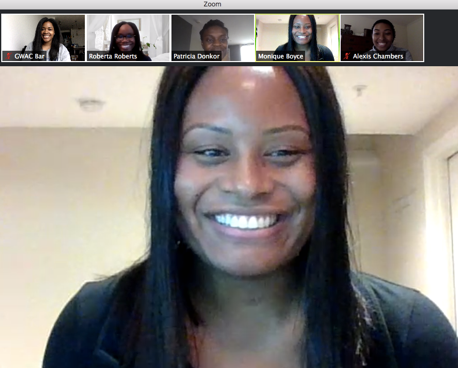 Zoom
GWAC Bar
Roberta Roberts
Patricia Donkor
Monique Boyce
Alexis Chambers